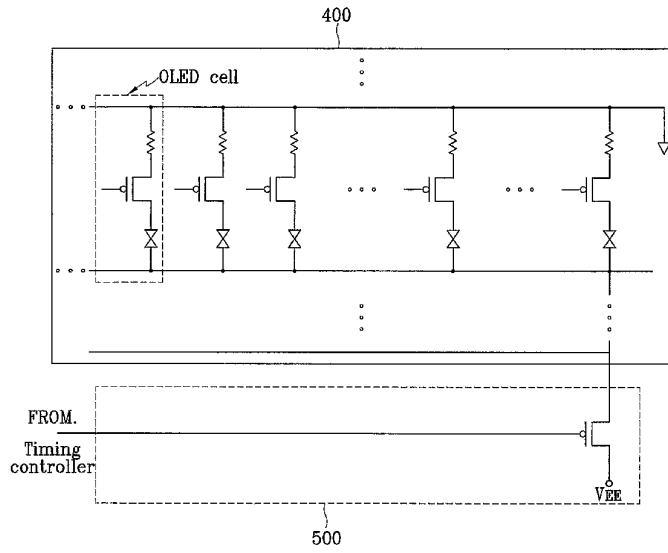 400
OLED cell
FROM.
Timing
controller
VEE
500